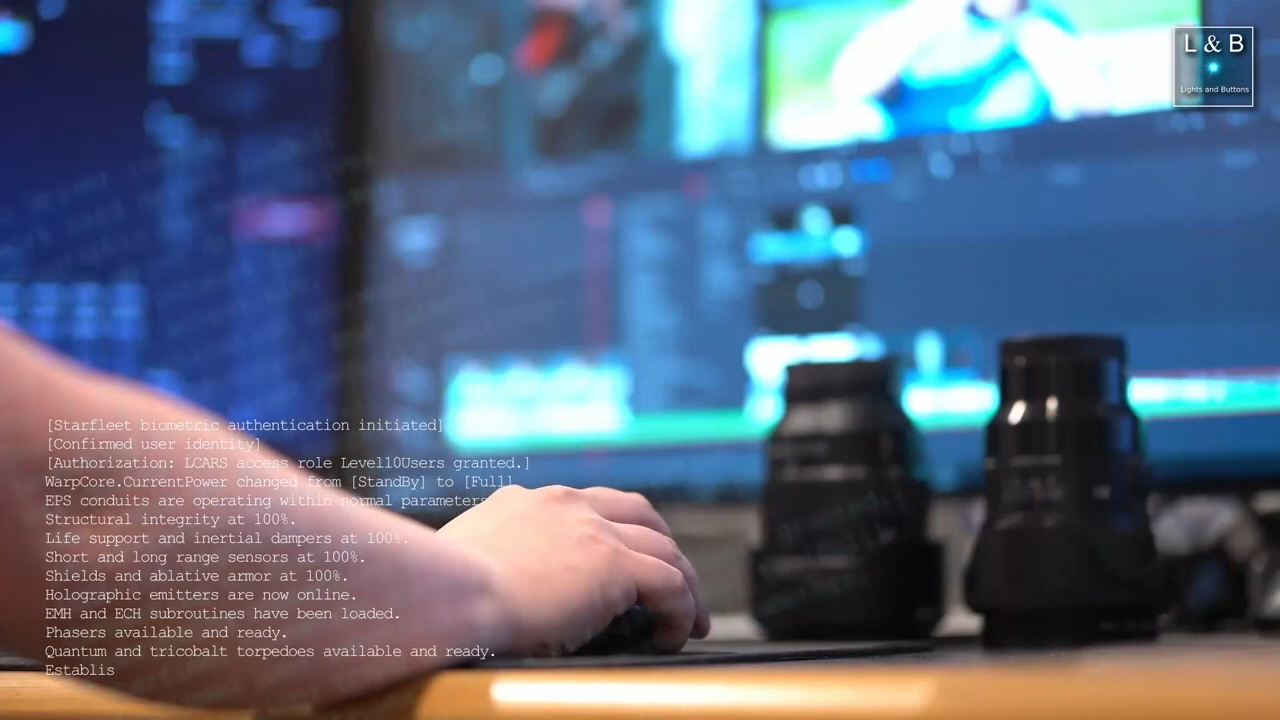 L & B
Lights and Buttons
[Starfleet biometric authentication initiated]
[Confirmed user identity]
[Authorization: LCARS access role Level10Users granted.]
WarpCore.CurrentPower changed from [StandBy] to [Full]
EPS conduits are operating within normal parameters
Structural integrity at 100%.
Life support and inertial dampers at 100%.
Short and long range sensors at 100%.
Shields and ablative armor at 100%.
Holographic emitters are now online.
EMH and ECH subroutines have been loaded.
Phasers available and ready.
Quantum and tricobalt torpedoes available and ready.
Establis